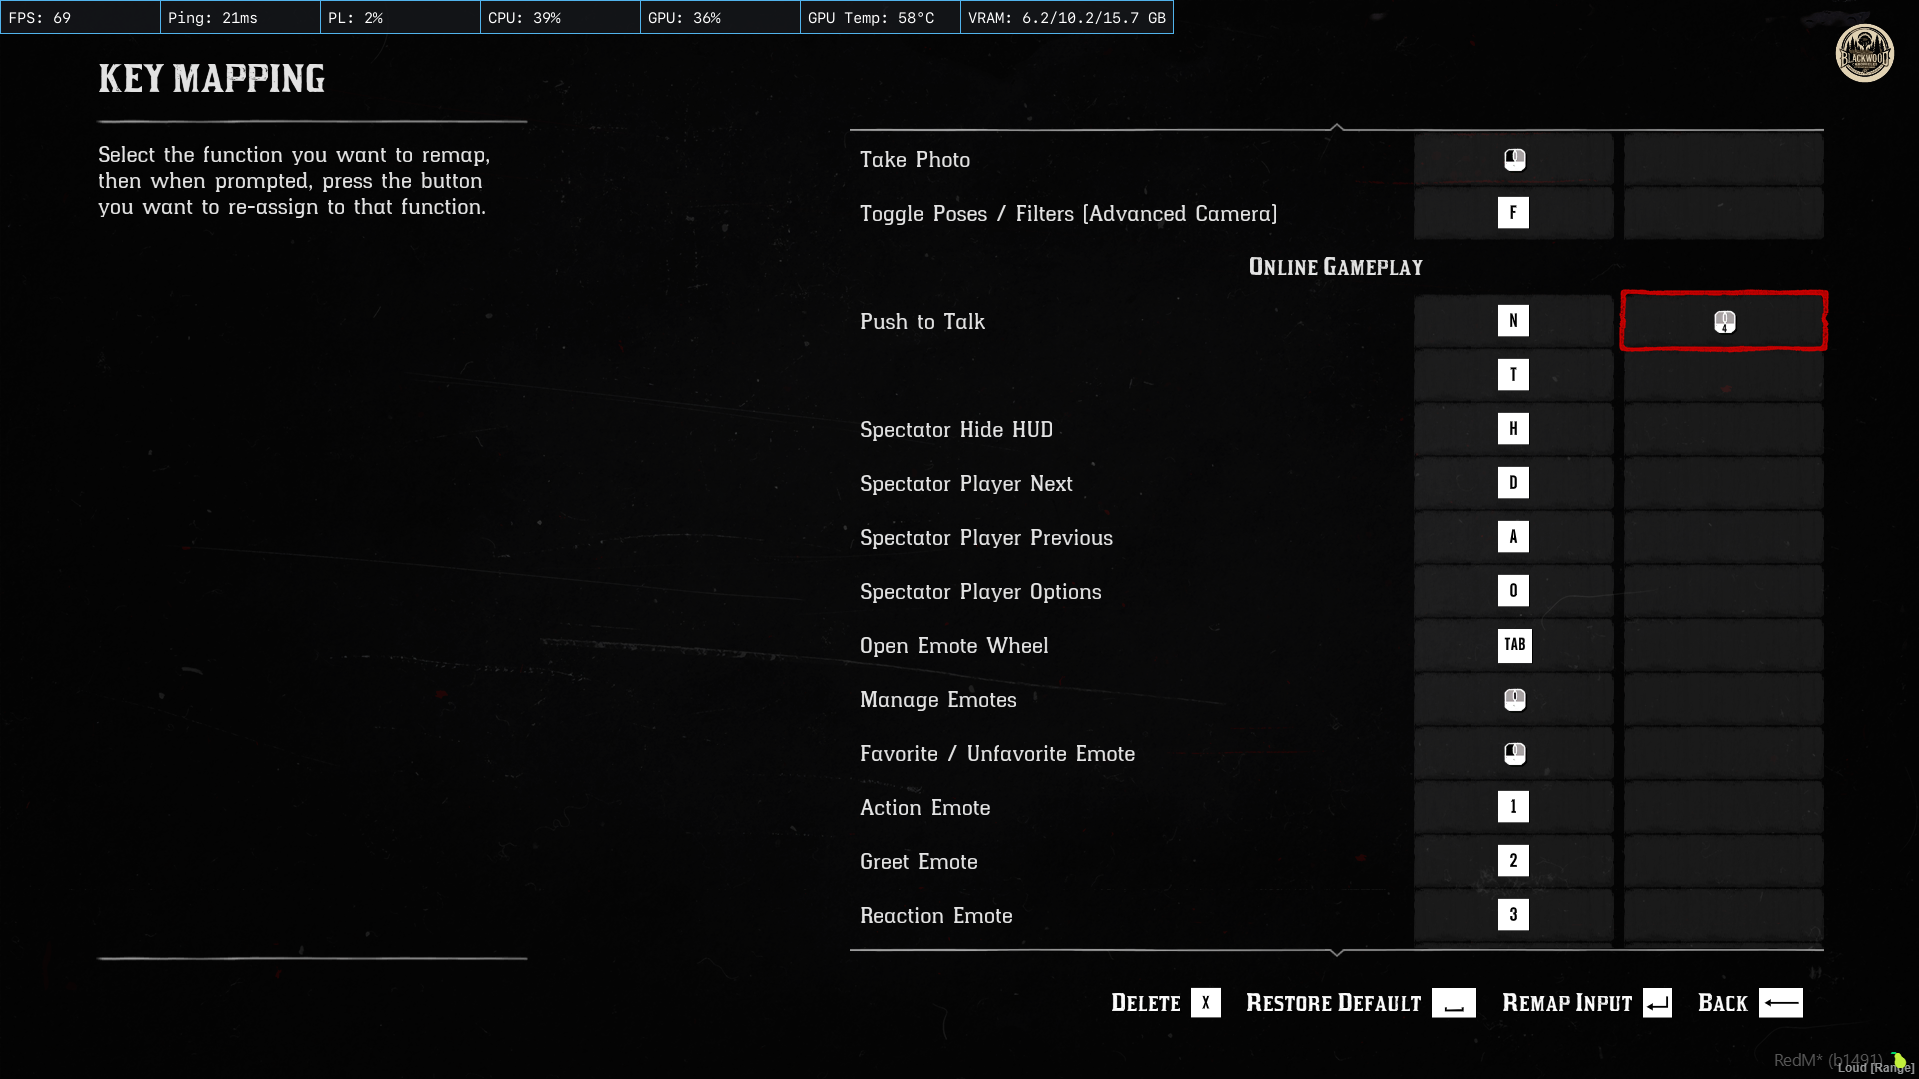 FPS: 69 Ping: 21ms PL: 2% CPU: 39% GPU: 36% GPU Temp: 58°C VRAM: 6.2/10.2/15.7 GB
BLACKWOOD
KEY MAPPING
Select the function you want to remap,
then when prompted, press the button
you want to re-assign to that function.
Take Photo
Toggle Poses / Filters (Advanced Camera) F
ONLINE GAMEPLAY
Push to Talk N 4
T
Spectator Hide HUD H
Spectator Player Next D
Spectator Player Previous A
Spectator Player Options O
Open Emote Wheel TAB
Manage Emotes
Favorite / Unfavorite Emote
Action Emote 1
Greet Emote 2
Reaction Emote 3
DELETE X RESTORE DEFAULT REMAP INPUT BACK
RedM* (b1491)
Loud [Range]